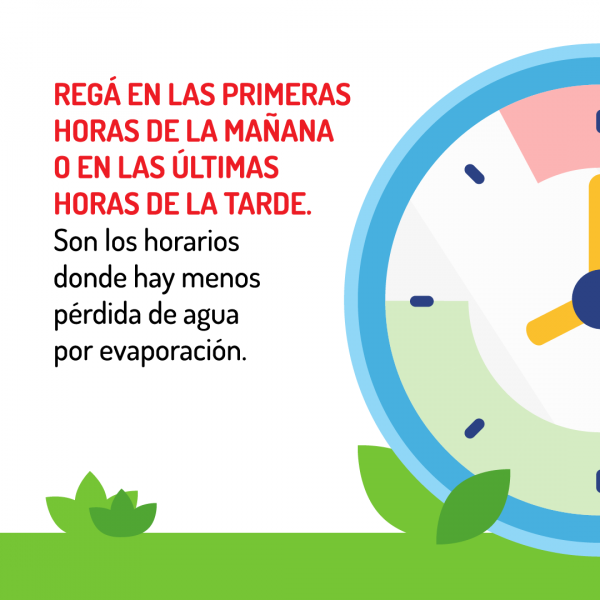 REGÁ EN LAS PRIMERAS
HORAS DE LA MAÑANA
O EN LAS ÚLTIMAS
HORAS DE LA TARDE.
Son los horarios
donde hay menos
pérdida de agua
por evaporación.